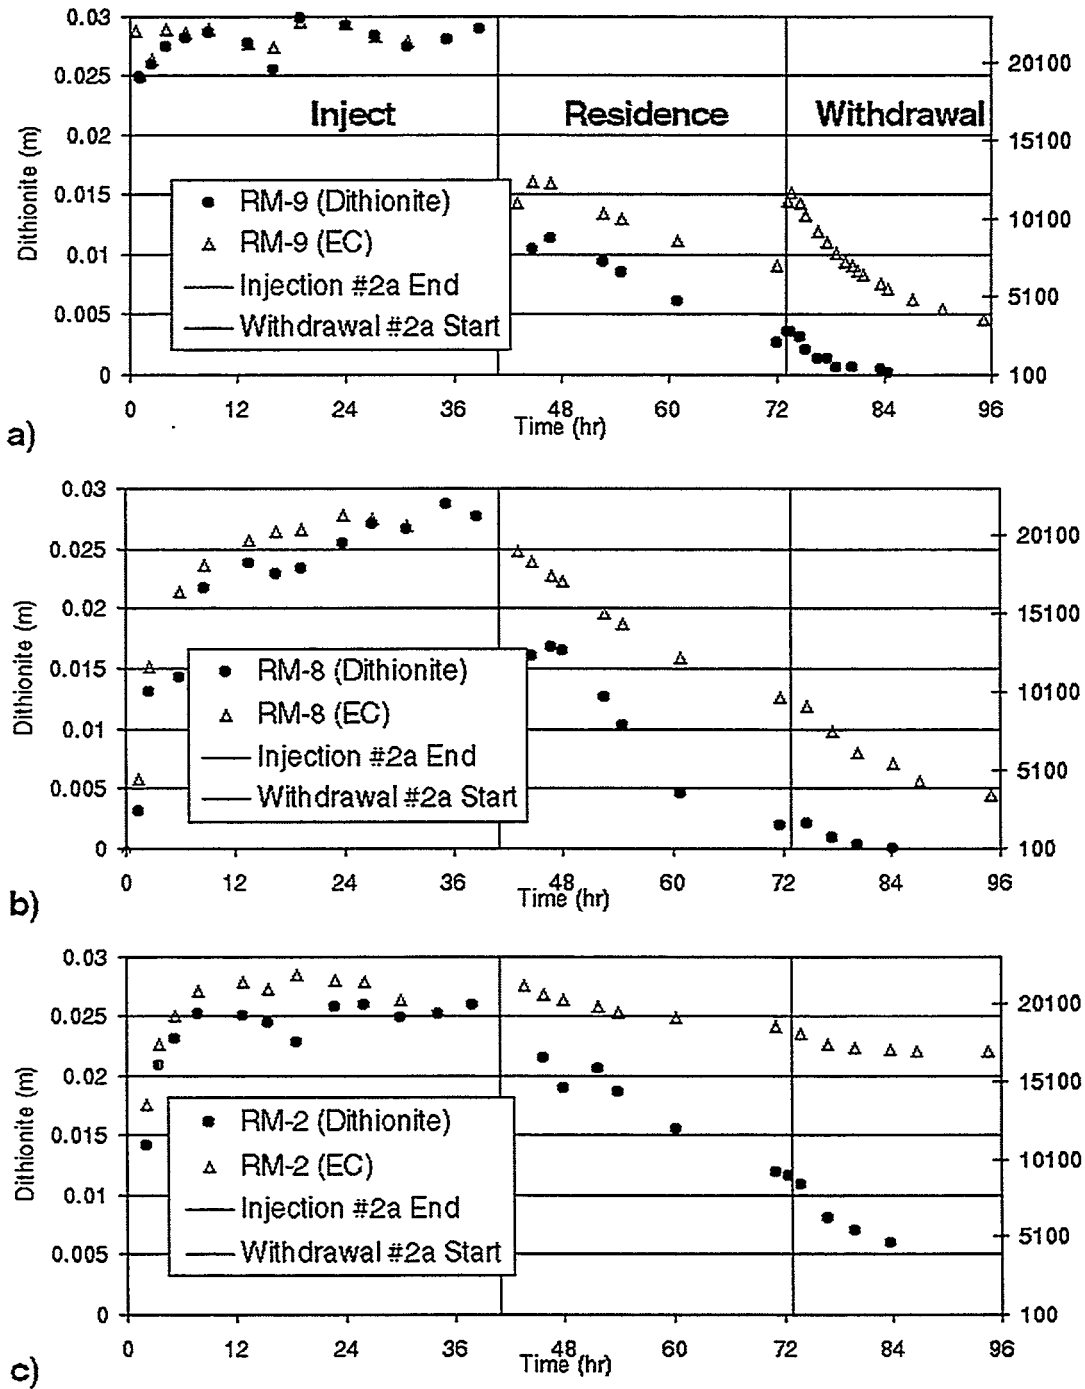 0.03
0.025
0.02
0.015
0.01
0.005
0
Dithionite (m)
Inject
Residence
Withdrawal
20100
15100
10100
5100
100
RM-9 (Dithionite)
RM-9 (EC)
Injection #2a End
Withdrawal #2a Start
0 12 24 36 48 60 72 84 96
Time (hr)
a)
0.03
0.025
0.02
0.015
0.01
0.005
0
Dithionite (m)
20100
15100
10100
5100
100
RM-8 (Dithionite)
RM-8 (EC)
Injection #2a End
Withdrawal #2a Start
0 12 24 36 48 60 72 84 96
Time (hr)
b)
0.03
0.025
0.02
0.015
0.01
0.005
0
Dithionite (m)
20100
15100
10100
5100
100
RM-2 (Dithionite)
RM-2 (EC)
Injection #2a End
Withdrawal #2a Start
0 12 24 36 48 60 72 84 96
Time (hr)
c)